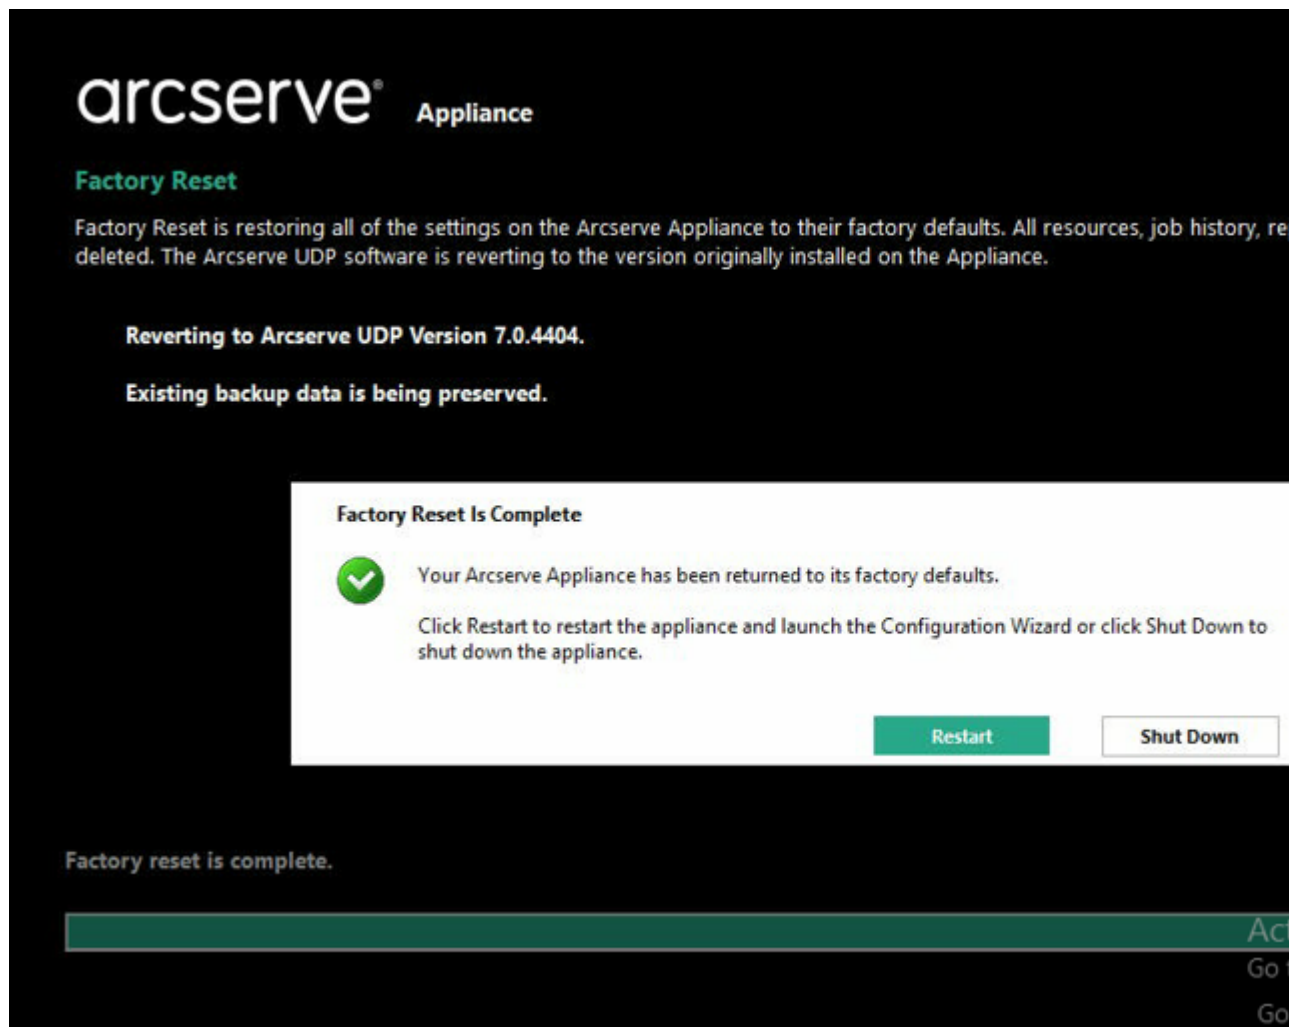 arcserve® Appliance
Factory Reset
Factory Reset is restoring all of the settings on the Arcserve Appliance to their factory defaults. All resources, job history,
deleted. The Arcserve UDP software is reverting to the version originally installed on the Appliance.
Reverting to Arcserve UDP Version 7.0.4404.
Existing backup data is being preserved.
Factory Reset Is Complete
Your Arcserve Appliance has been returned to its factory defaults.
Click Restart to restart the appliance and launch the Configuration Wizard or click Shut Down to
shut down the appliance.
Restart Shut Down
Factory reset is complete.
Go